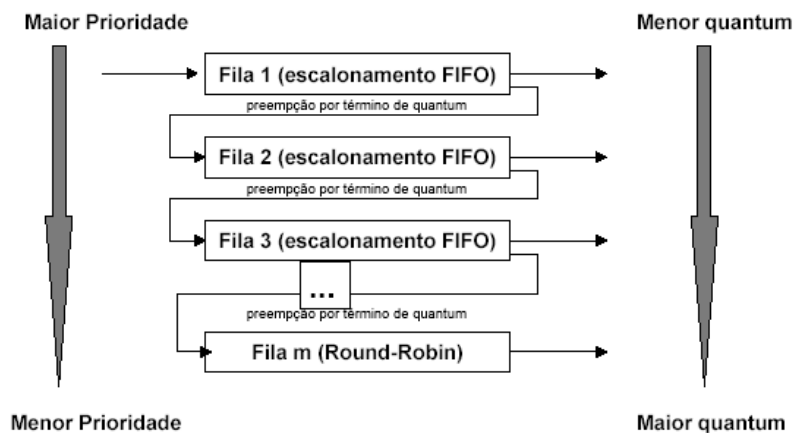 Maior Prioridade
Menor quantum
Fila 1 (escalonamento FIFO)
preempção por término de quantum
Fila 2 (escalonamento FIFO)
preempção por término de quantum
Fila 3 (escalonamento FIFO)
...
preempção por término de quantum
Fila m (Round-Robin)
Menor Prioridade
Maior quantum